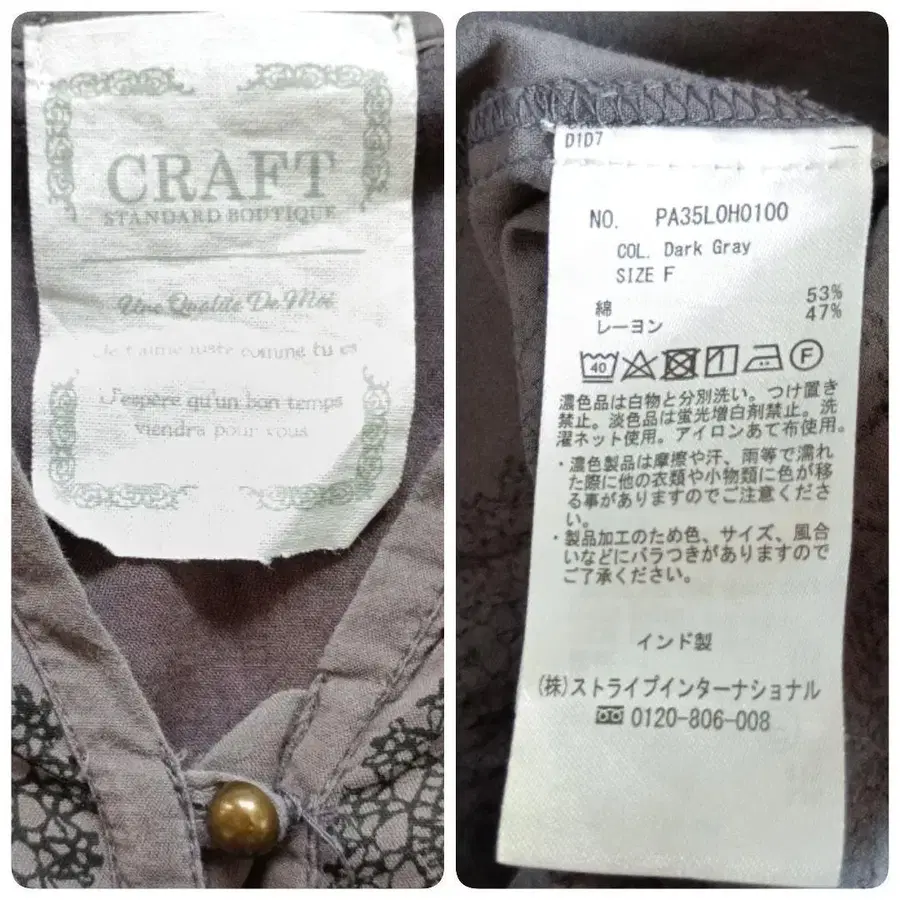 CRAFT
STANDARD BOUTIQUE
Une Qualite De Moi
Je t'aime juste comme tu es
J'espère qu'un bon temps
viendra pour vous
D1D7
NO. PA35L0H0100
COL. Dark Gray
SIZE F
綿 53%
レーヨン 47%
40 F
濃色品は白物と分別洗い。つけ置き
禁止。淡色品は蛍光増白剤禁止。洗
濯ネット使用。アイロンあて布使用。
・濃色製品は摩擦や汗、雨等で濡れ
た際に他の衣類や小物類に色が移
る事がありますのでご注意くださ
い。
・製品加工のため色、サイズ、風合
いなどにバラつきがありますので
ご了承ください。
インド製
(株)ストライプインターナショナル
0120-806-008